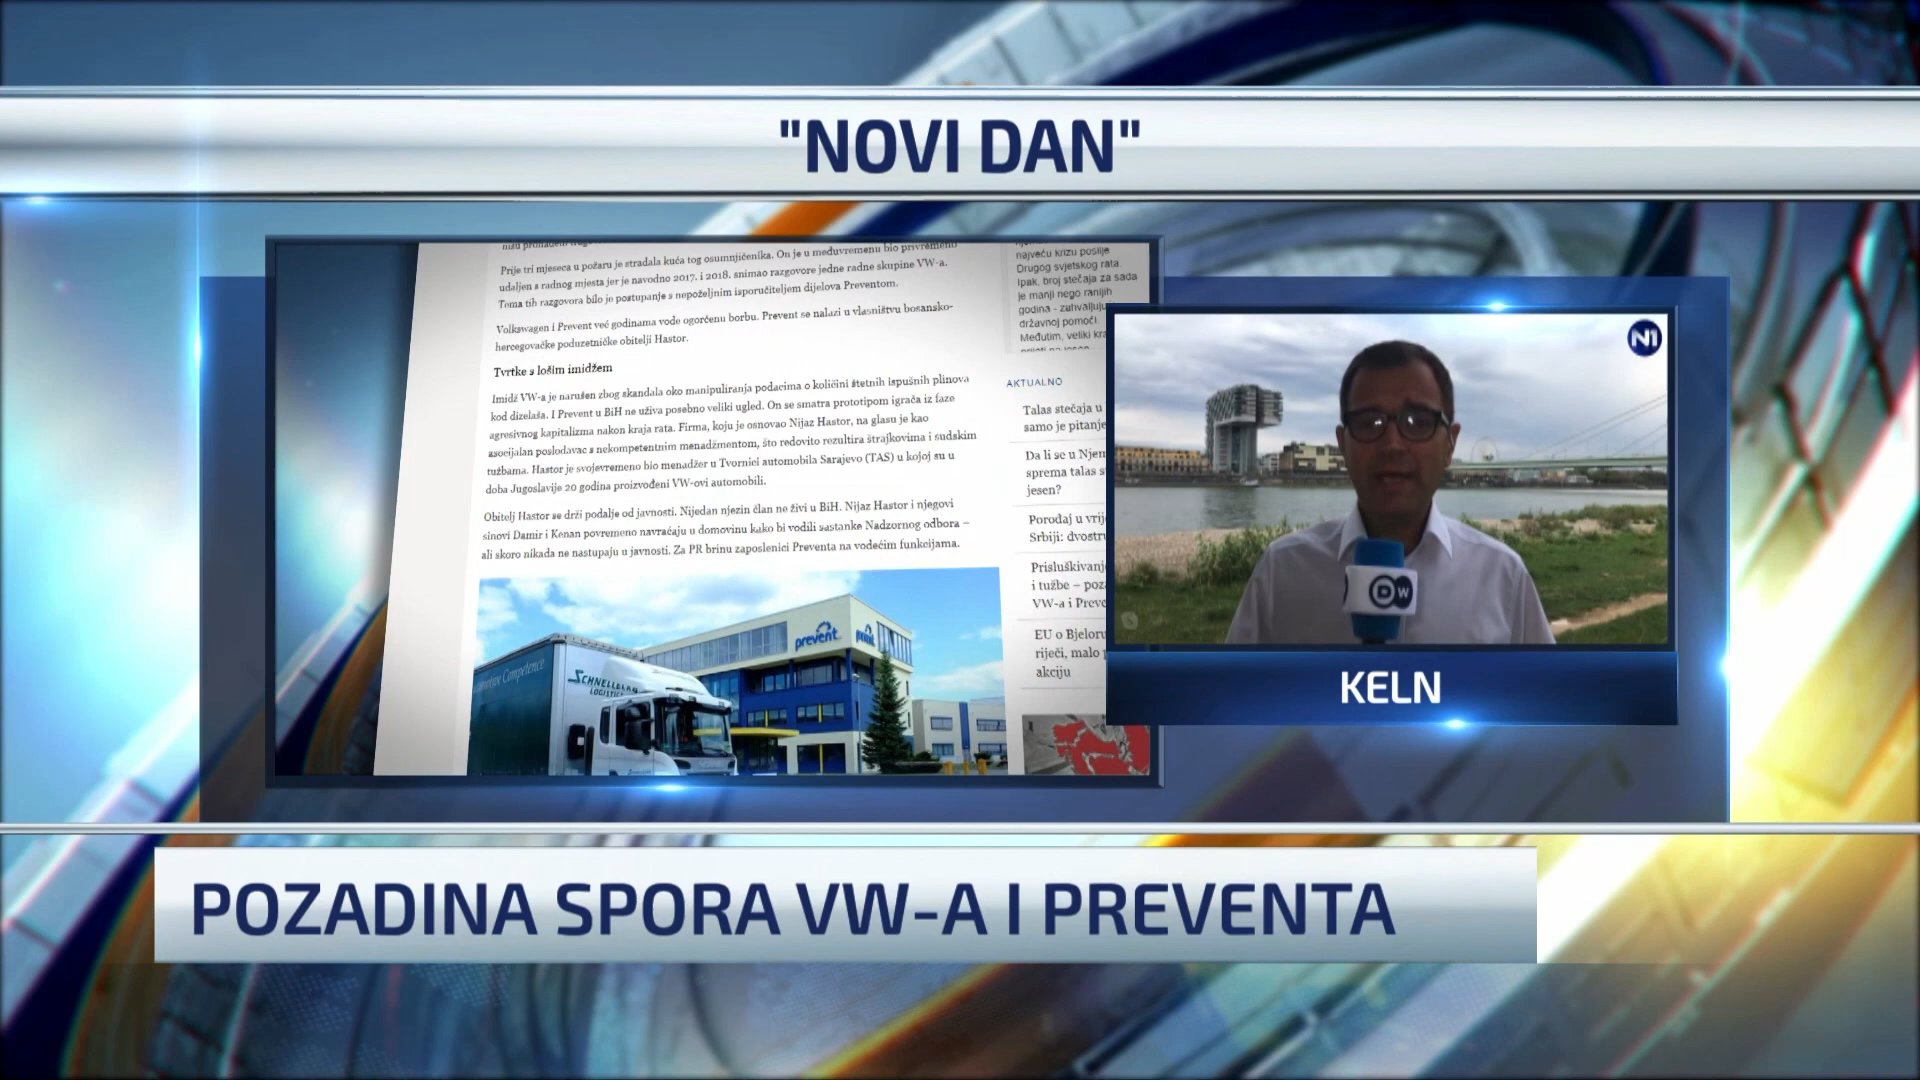 "NOVI DAN"
Prije tri mjeseca u požaru je stradala kuća tog osumnjičenika. On je u međuvremenu bio privremeno
udaljen s radnog mjesta jer je navodno 2017. i 2018. snimao razgovore jedne radne skupine VW-a.
Tema tih razgovora bilo je postupanje s nepoželjnim isporučiteljem dijelova Preventom.
Volkswagen i Prevent već godinama vode ogorčenu borbu. Prevent se nalazi u vlasništvu bosansko-
hercegovačke poduzetničke obitelji Hastor.
Tvrtke s lošim imidžem
Imidž VW-a je narušen zbog skandala oko manipuliranja podacima o količini štetnih ispušnih plinova
kod dizelaša. I Prevent u BiH ne uživa posebno veliki ugled. On se smatra prototipom igrača iz faze
agresivnog kapitalizma nakon kraja rata. Firma, koju je osnovao Nijaz Hastor, na glasu je kao
asocijalan poslodavac s nekompetentnim menadžmentom, što redovito rezultira štrajkovima i sudskim
tužbama. Hastor je svojevremeno bio menadžer u Tvornici automobila Sarajevo (TAS) u kojoj su u
doba Jugoslavije 20 godina proizvođeni VW-ovi automobili.
Obitelj Hastor se drži podalje od javnosti. Nijedan njezin član ne živi u BiH. Nijaz Hastor i njegovi
sinovi Damir i Kenan povremeno navraćaju u domovinu kako bi vodili sastanke Nadzornog odbora –
ali skoro nikada ne nastupaju u javnosti. Za PR brinu zaposlenici Preventa na vodećim funkcijama.
najveću krizu poslije
Drugog svjetskog rata.
Ipak, broj stečaja za sada
je manji nego ranijih
godina - zahvaljuju
državnoj pomoći.
Međutim, veliki
AKTUALNO
Talas stečaja u
samo je pitanje
Da li se u
sprema talas
jesen?
Porođaj u
Srbiji:
i tužbe –
VW-a i
EU o
riječi, malo
akciju
Competence
SCHNELLECKE
LOGISTICS
prevent
N1
DW
KELN
POZADINA SPORA VW-A I PREVENTA